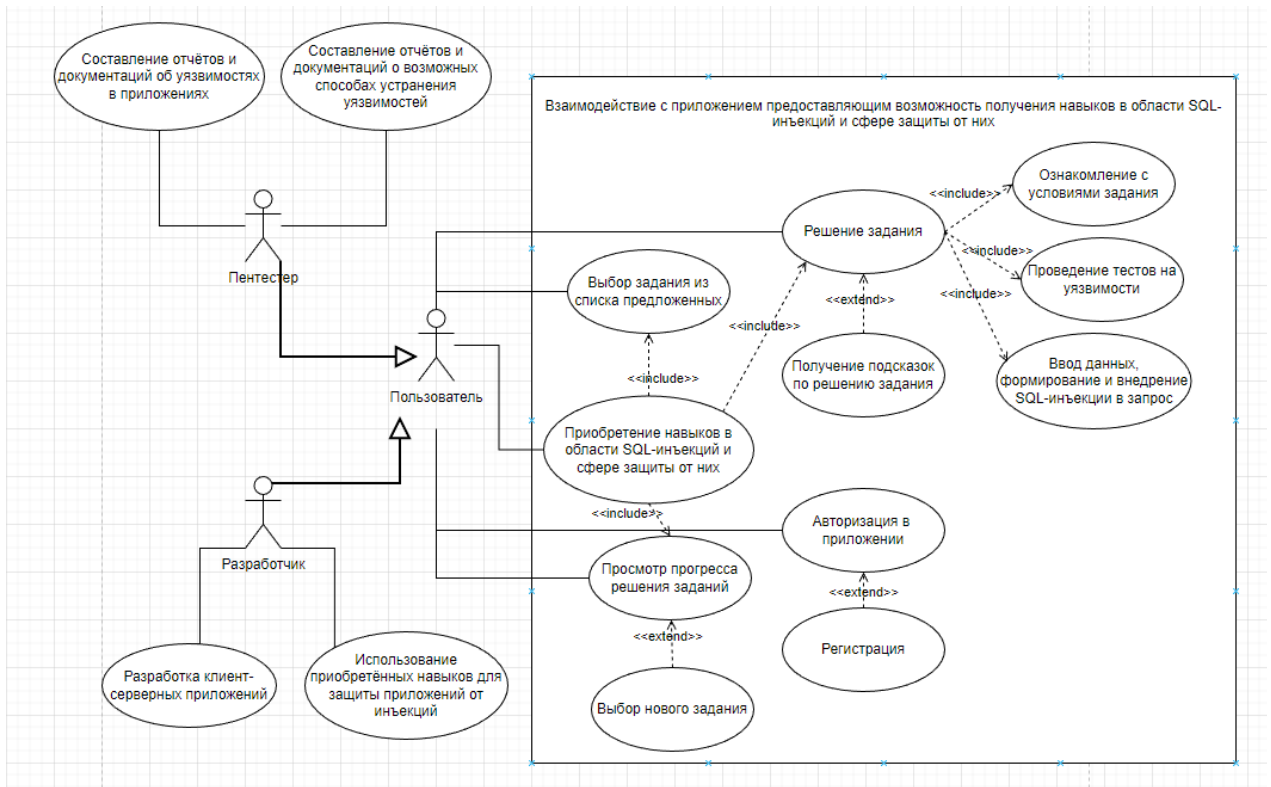 Составление отчётов и
документаций об уязвимостях
в приложениях
Составление отчётов и
документаций о возможных
способах устранения
уязвимостей
Взаимодействие с приложением предоставляющим возможность получения навыков в области SQL-
инъекций и сфере защиты от них
Пентестер
Пользователь
Разработчик
Разработка клиент-
серверных приложений
Использование
приобретённых навыков для
защиты приложений от
инъекций
Решение задания
<<include>>
Ознакомление с
условиями задания
<<include>>
Проведение тестов на
уязвимости
<<include>>
Ввод данных,
формирование и внедрение
SQL-инъекции в запрос
Выбор задания из
списка предложенных
<<extend>>
<<include>>
Получение подсказок
по решению задания
<<include>>
Приобретение навыков в
области SQL-инъекций и
сфере защиты от них
<<include>>
Авторизация в
приложении
Просмотр прогресса
решения заданий
<<extend>>
<<extend>>
Регистрация
Выбор нового задания